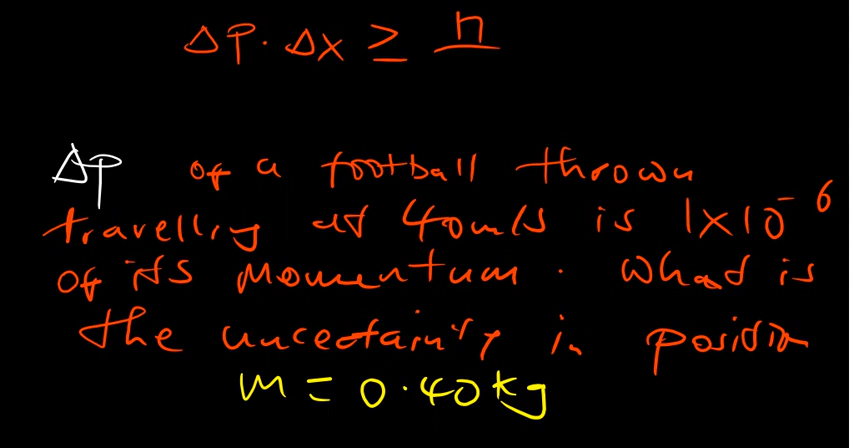 Δp · Δx ≥ h
Δp of a football thrown
travelling at 40m/s is 1×10⁻⁶
of its momentum. What is
the uncertainty in position
m = 0.40kg